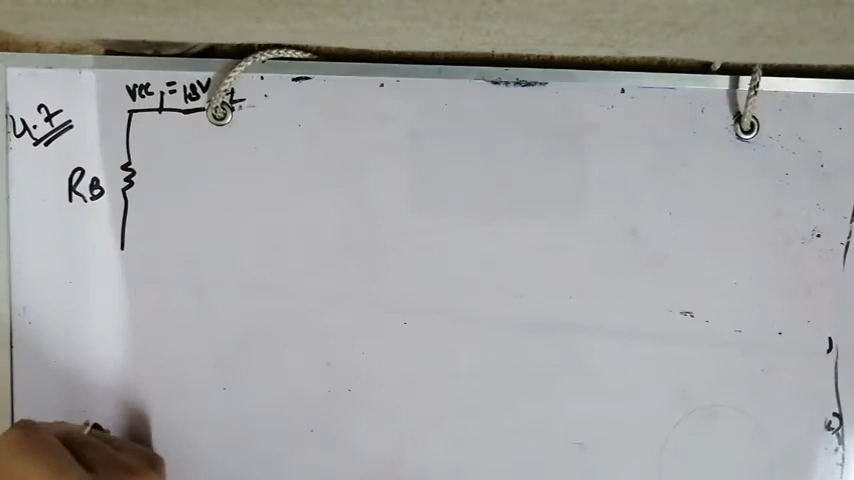 Vcc = 18V
4.7
RB